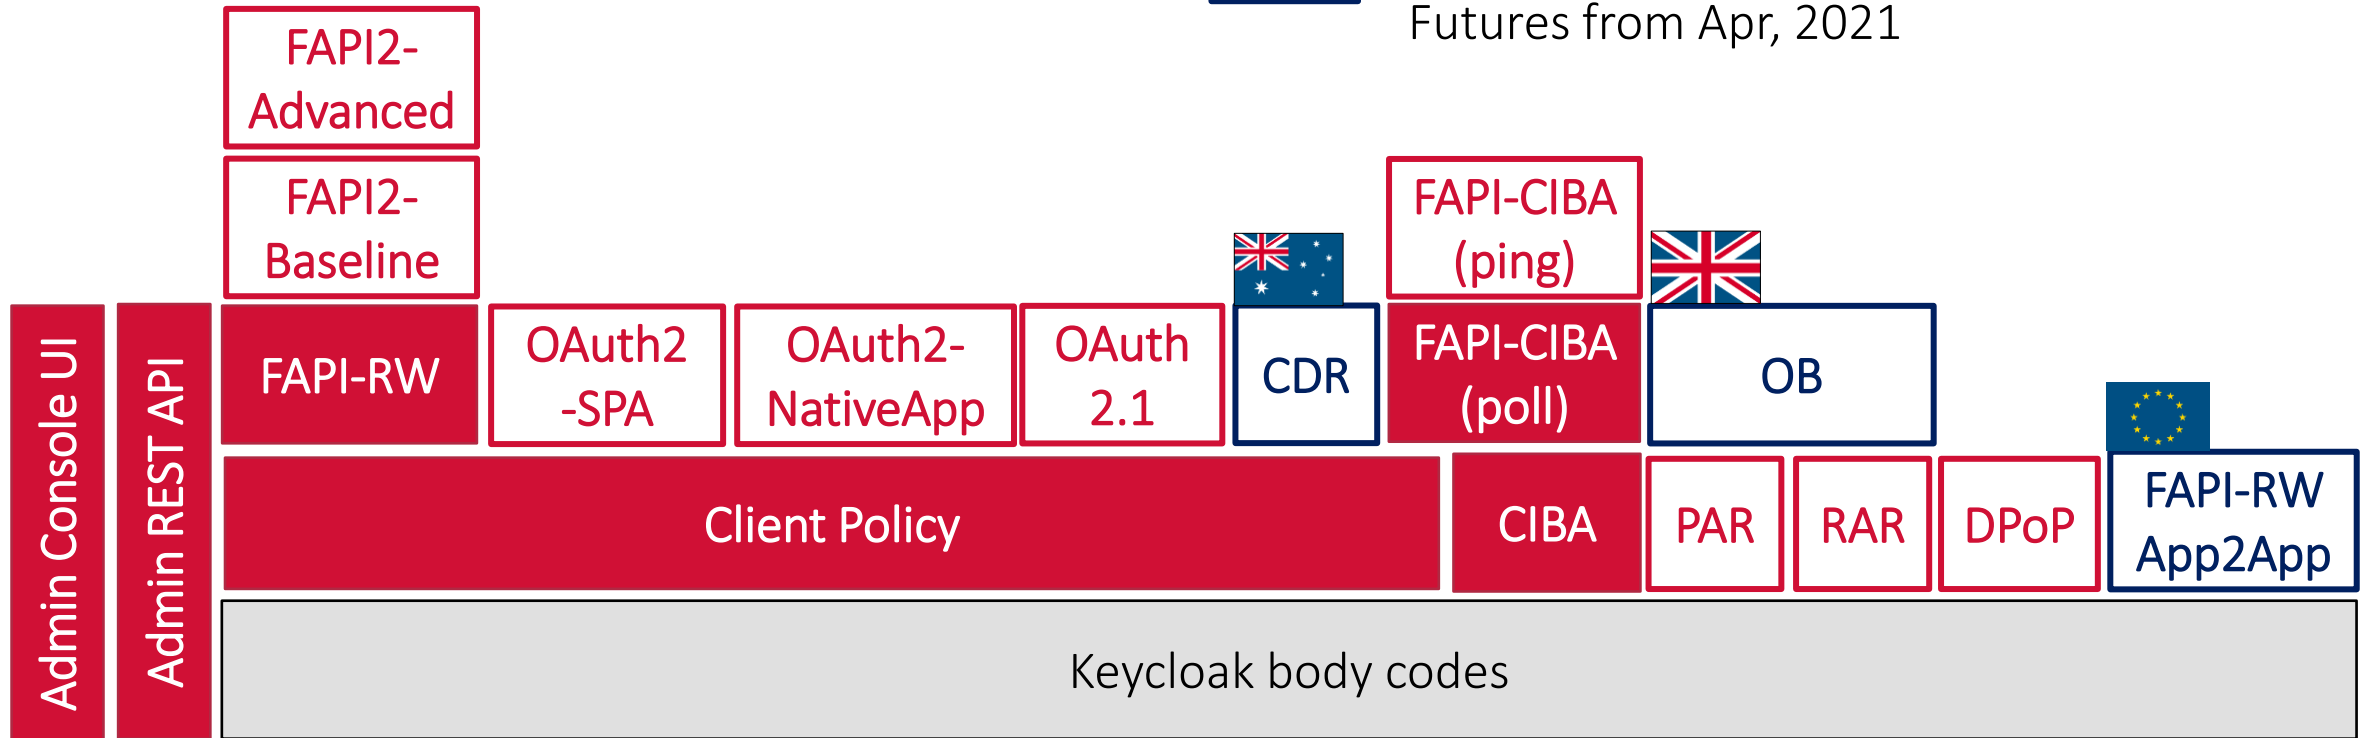 Futures from Apr, 2021
FAPI2-
Advanced
FAPI2-
Baseline
FAPI-CIBA
(ping)
Admin Console UI
Admin REST API
FAPI-RW
OAuth2
-SPA
OAuth2-
NativeApp
OAuth
2.1
CDR
FAPI-CIBA
(poll)
OB
Client Policy
CIBA
PAR
RAR
DPoP
FAPI-RW
App2App
Keycloak body codes